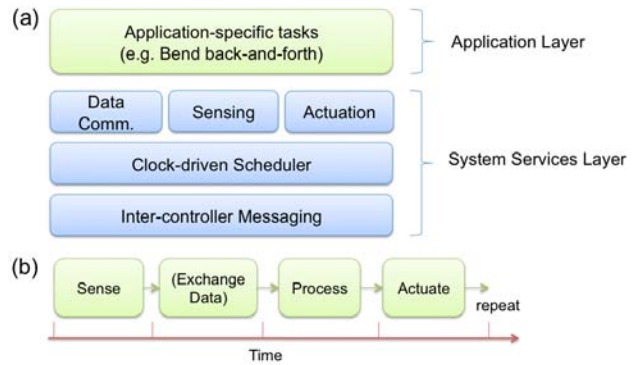 (a)
Application-specific tasks
(e.g. Bend back-and-forth)
Application Layer
Data
Comm.
Sensing
Actuation
Clock-driven Scheduler
System Services Layer
Inter-controller Messaging
(b)
Sense
(Exchange
Data)
Process
Actuate
repeat
Time